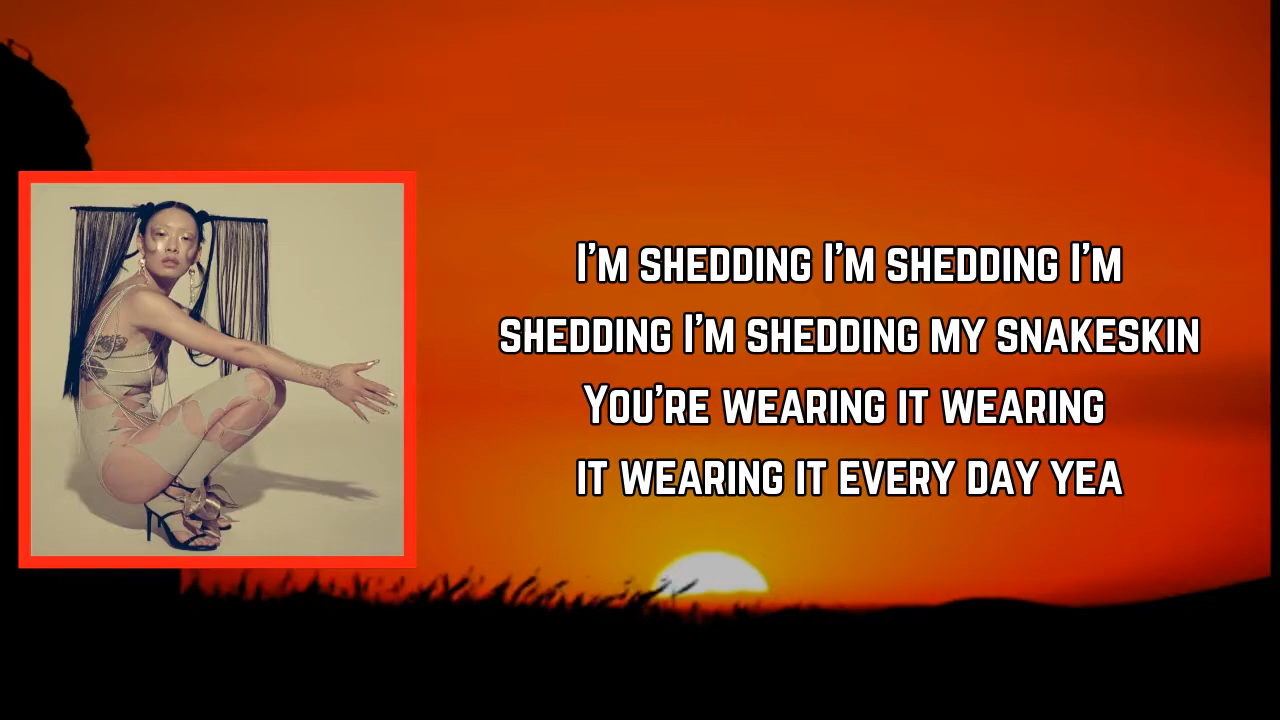 I'm shedding I'm shedding I'm
shedding I'm shedding my snakeskin
You're wearing it wearing
it wearing it every day yea